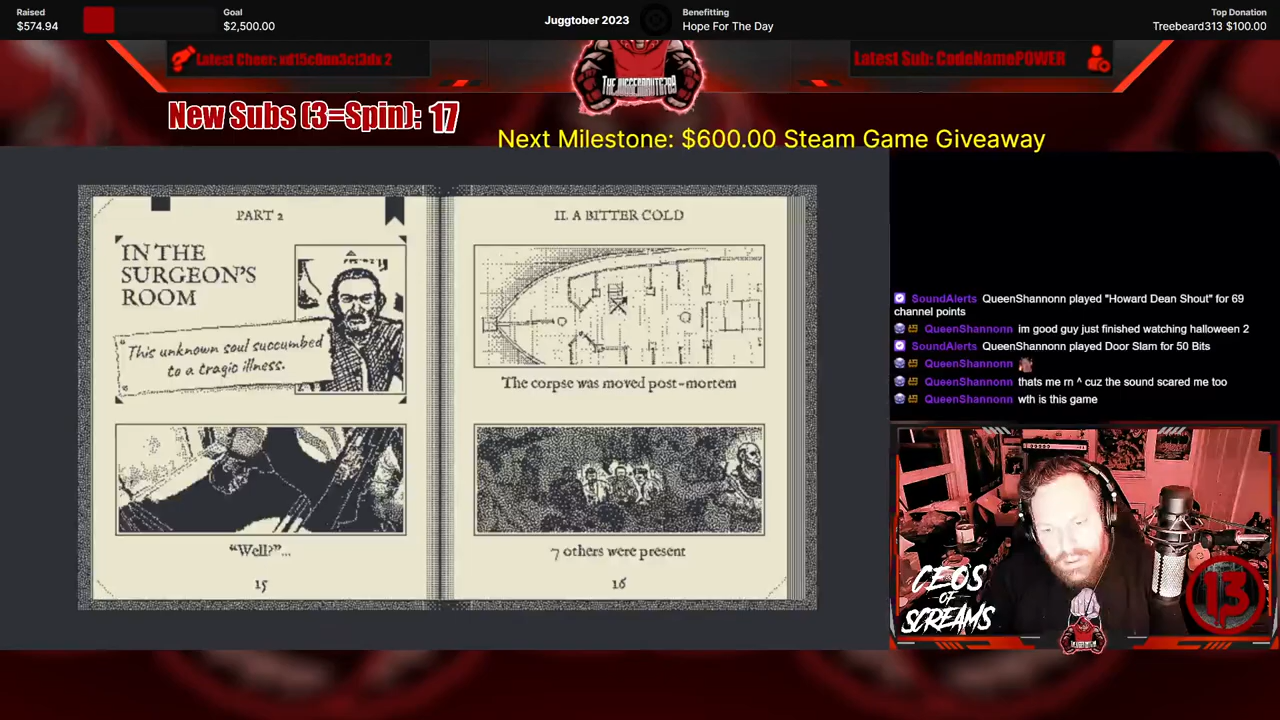 Raised
$574.94
Goal
$2,500.00
Juggtober 2023
Benefitting
Hope For The Day
Top Donation
Treebeard313 $100.00
Latest Cheer: xd15c0nn3ct3dx 2
THEJUGGERNAUT6789
Latest Sub: CodeNamePOWER
New Subs (3=Spin): 17
Next Milestone: $600.00 Steam Game Giveaway
PART 2
IN THE
SURGEON'S
ROOM
This unknown soul succumbed
to a tragic illness.
"Well?"...
15
II. A BITTER COLD
The corpse was moved post-mortem
7 others were present
16
SoundAlerts QueenShannonn played "Howard Dean Shout" for 69
channel points
QueenShannonn im good guy just finished watching halloween 2
SoundAlerts QueenShannonn played Door Slam for 50 Bits
QueenShannonn
QueenShannonn thats me rn ^ cuz the sound scared me too
QueenShannonn wth is this game
CEOS
OF
SCREAMS
13